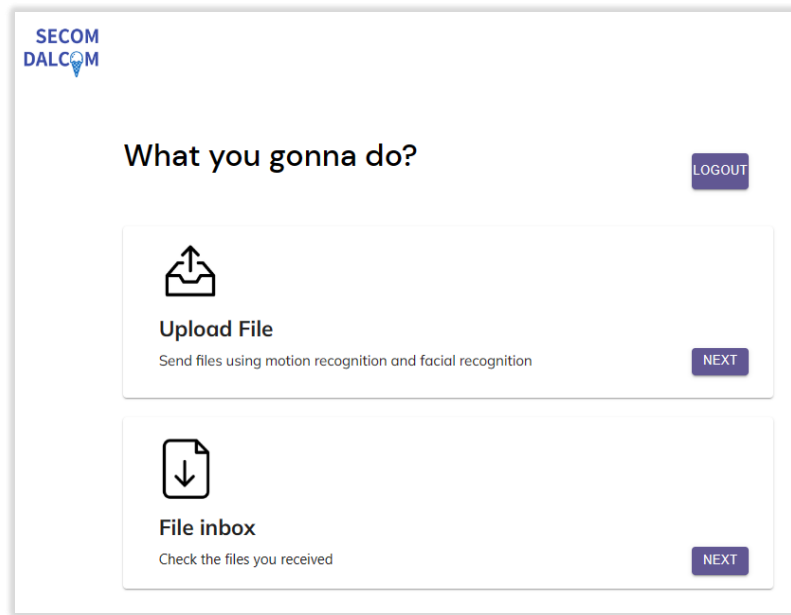 SECOM
DALCOM
What you gonna do?
LOGOUT
Upload File
Send files using motion recognition and facial recognition
NEXT
File inbox
Check the files you received
NEXT